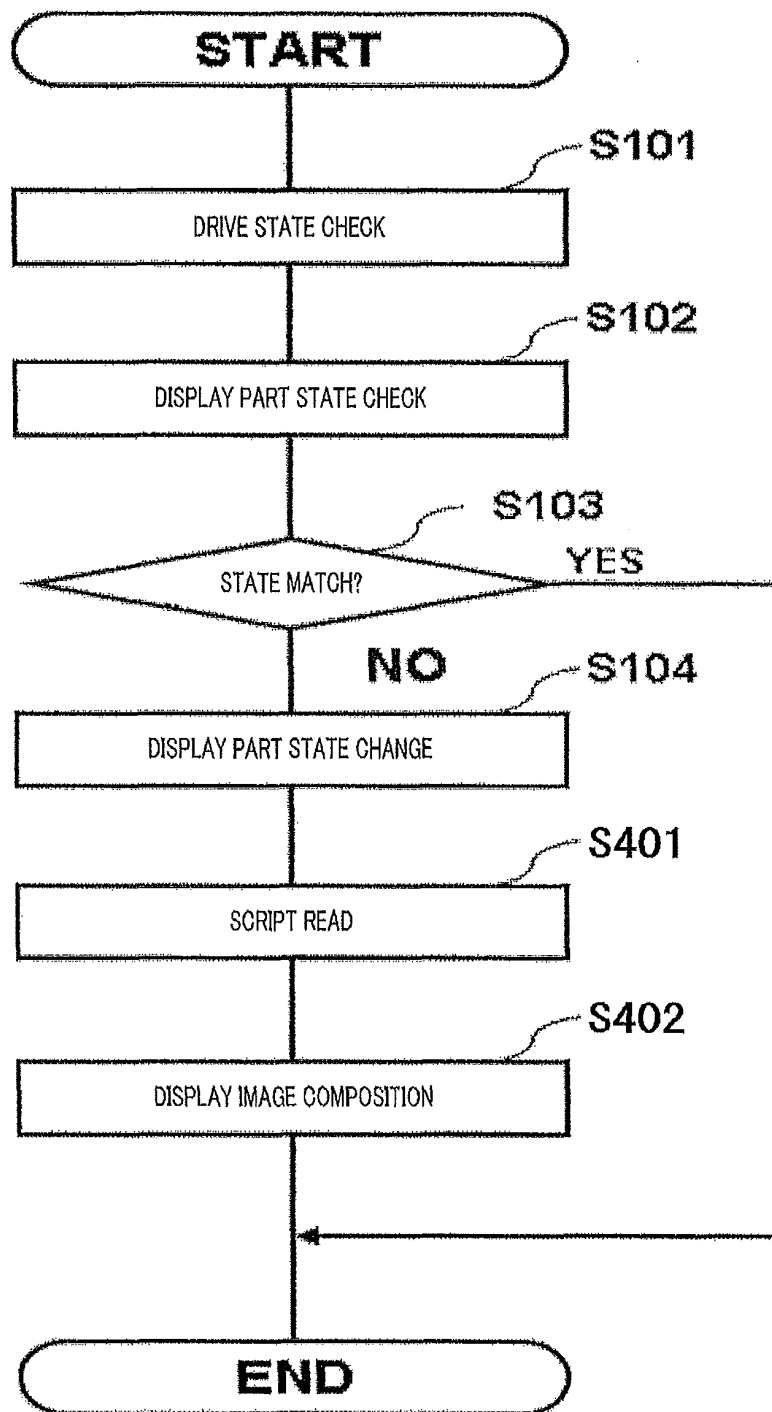 START
S101
DRIVE STATE CHECK
S102
DISPLAY PART STATE CHECK
S103
STATE MATCH?
YES
NO
S104
DISPLAY PART STATE CHANGE
S401
SCRIPT READ
S402
DISPLAY IMAGE COMPOSITION
END